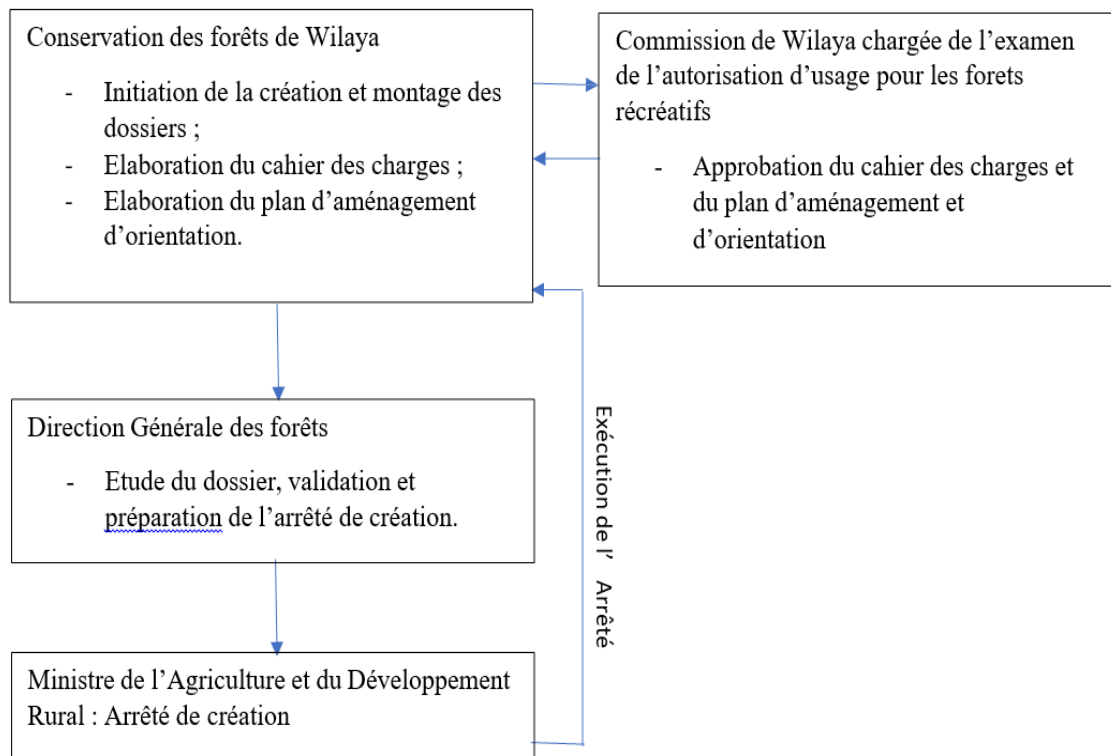 Conservation des forêts de Wilaya
- Initiation de la création et montage des
dossiers ;
- Elaboration du cahier des charges ;
- Elaboration du plan d’aménagement
d’orientation.
Commission de Wilaya chargée de l’examen
de l’autorisation d’usage pour les forets
récréatifs
- Approbation du cahier des charges et
du plan d’aménagement et
d’orientation
Direction Générale des forêts
- Etude du dossier, validation et
préparation de l’arrêté de création.
Exécution de l’ Arrêté
Ministre de l’Agriculture et du Développement
Rural : Arrêté de création